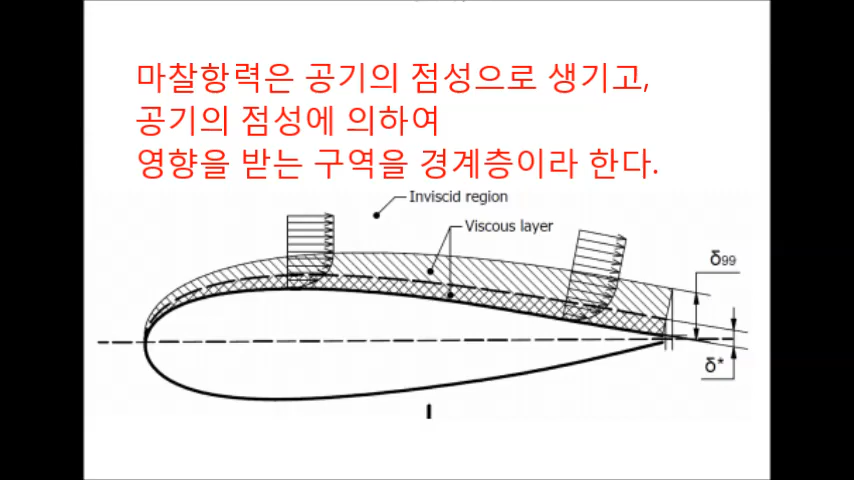 마찰항력은 공기의 점성으로 생기고,
공기의 점성에 의하여
영향을 받는 구역을 경계층이라 한다.
Inviscid region
Viscous layer
δ99
δ*